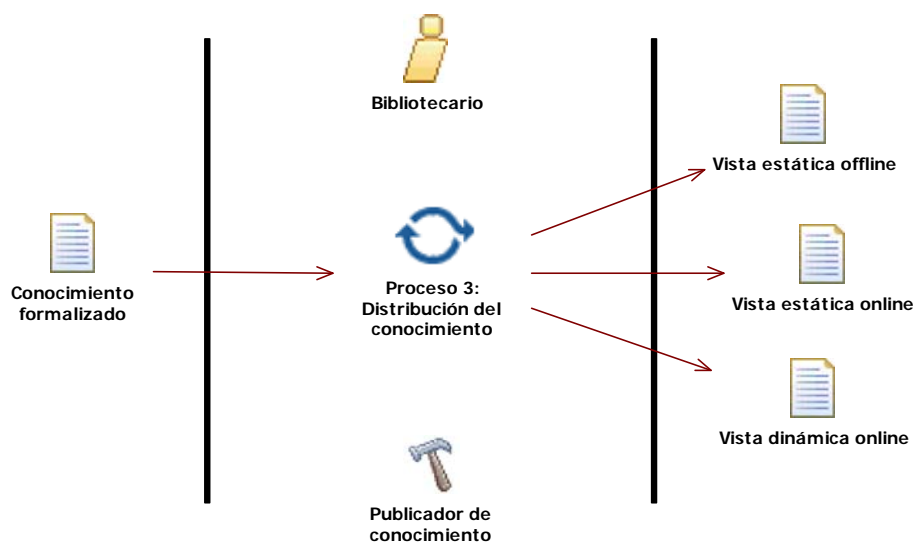 Bibliotecario
Vista estática offline
Conocimiento
formalizado
Proceso 3:
Distribución del
conocimiento
Vista estática online
Vista dinámica online
Publicador de
conocimiento